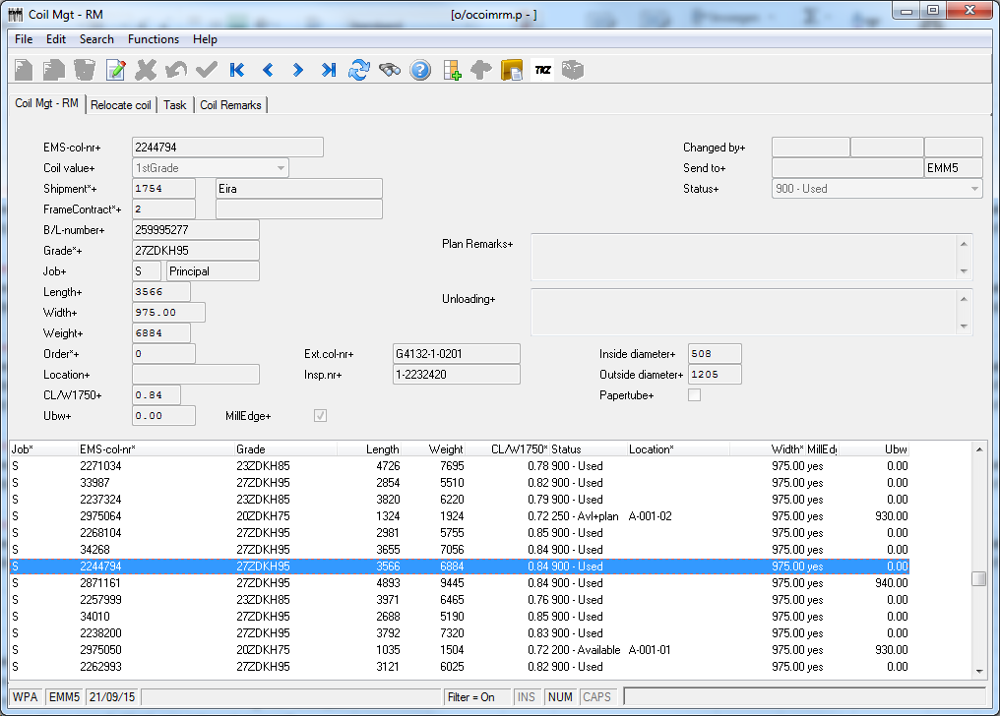 Coil Mgt - RM [o/ocoimrm.p - ]
File Edit Search Functions Help
TKZ
Coil Mgt - RM Relocate coil Task Coil Remarks
EMS-col-nr+ 2244794 Changed by+
Coil value+ 1stGrade Send to+ EMM5
Shipment*+ 1754 Eira Status+ 900 - Used
FrameContract*+ 2
B/L-number+ 259995277
Grade*+ 27ZDKH95 Plan Remarks+
Job+ S Principal
Length+ 3566 Unloading+
Width+ 975.00
Weight+ 6884
Order*+ 0 Ext.col-nr+ G4132-1-0201 Inside diameter+ 508
Location+ Insp.nr+ 1-2232420 Outside diameter+ 1205
CL/W1750+ 0.84 Papertube+
Ubw+ 0.00 MillEdge+
Job* EMS-col-nr* Grade Length Weight CL/W1750* Status Location* Width* MillEd Ubw
S 2271034 23ZDKH85 4726 7695 0.78 900 - Used 975.00 yes 0.00
S 33987 27ZDKH95 2854 5510 0.82 900 - Used 975.00 yes 0.00
S 2237324 23ZDKH85 3820 6220 0.79 900 - Used 975.00 yes 0.00
S 2975064 20ZDKH75 1324 1924 0.72 250 - Avl+plan A-001-02 975.00 yes 930.00
S 2268104 27ZDKH95 2981 5755 0.85 900 - Used 975.00 yes 0.00
S 34268 27ZDKH95 3655 7056 0.84 900 - Used 975.00 yes 0.00
S 2244794 27ZDKH95 3566 6884 0.84 900 - Used 975.00 yes 0.00
S 2871161 27ZDKH95 4893 9445 0.84 900 - Used 975.00 yes 940.00
S 2257999 23ZDKH85 3971 6465 0.76 900 - Used 975.00 yes 0.00
S 34010 27ZDKH95 2688 5190 0.85 900 - Used 975.00 yes 0.00
S 2238200 27ZDKH95 3792 7320 0.83 900 - Used 975.00 yes 0.00
S 2975050 20ZDKH75 1035 1504 0.72 200 - Available A-001-01 975.00 yes 930.00
S 2262993 27ZDKH95 3121 6025 0.82 900 - Used 975.00 yes 0.00
WPA EMM5 21/09/15 Filter = On INS NUM CAPS